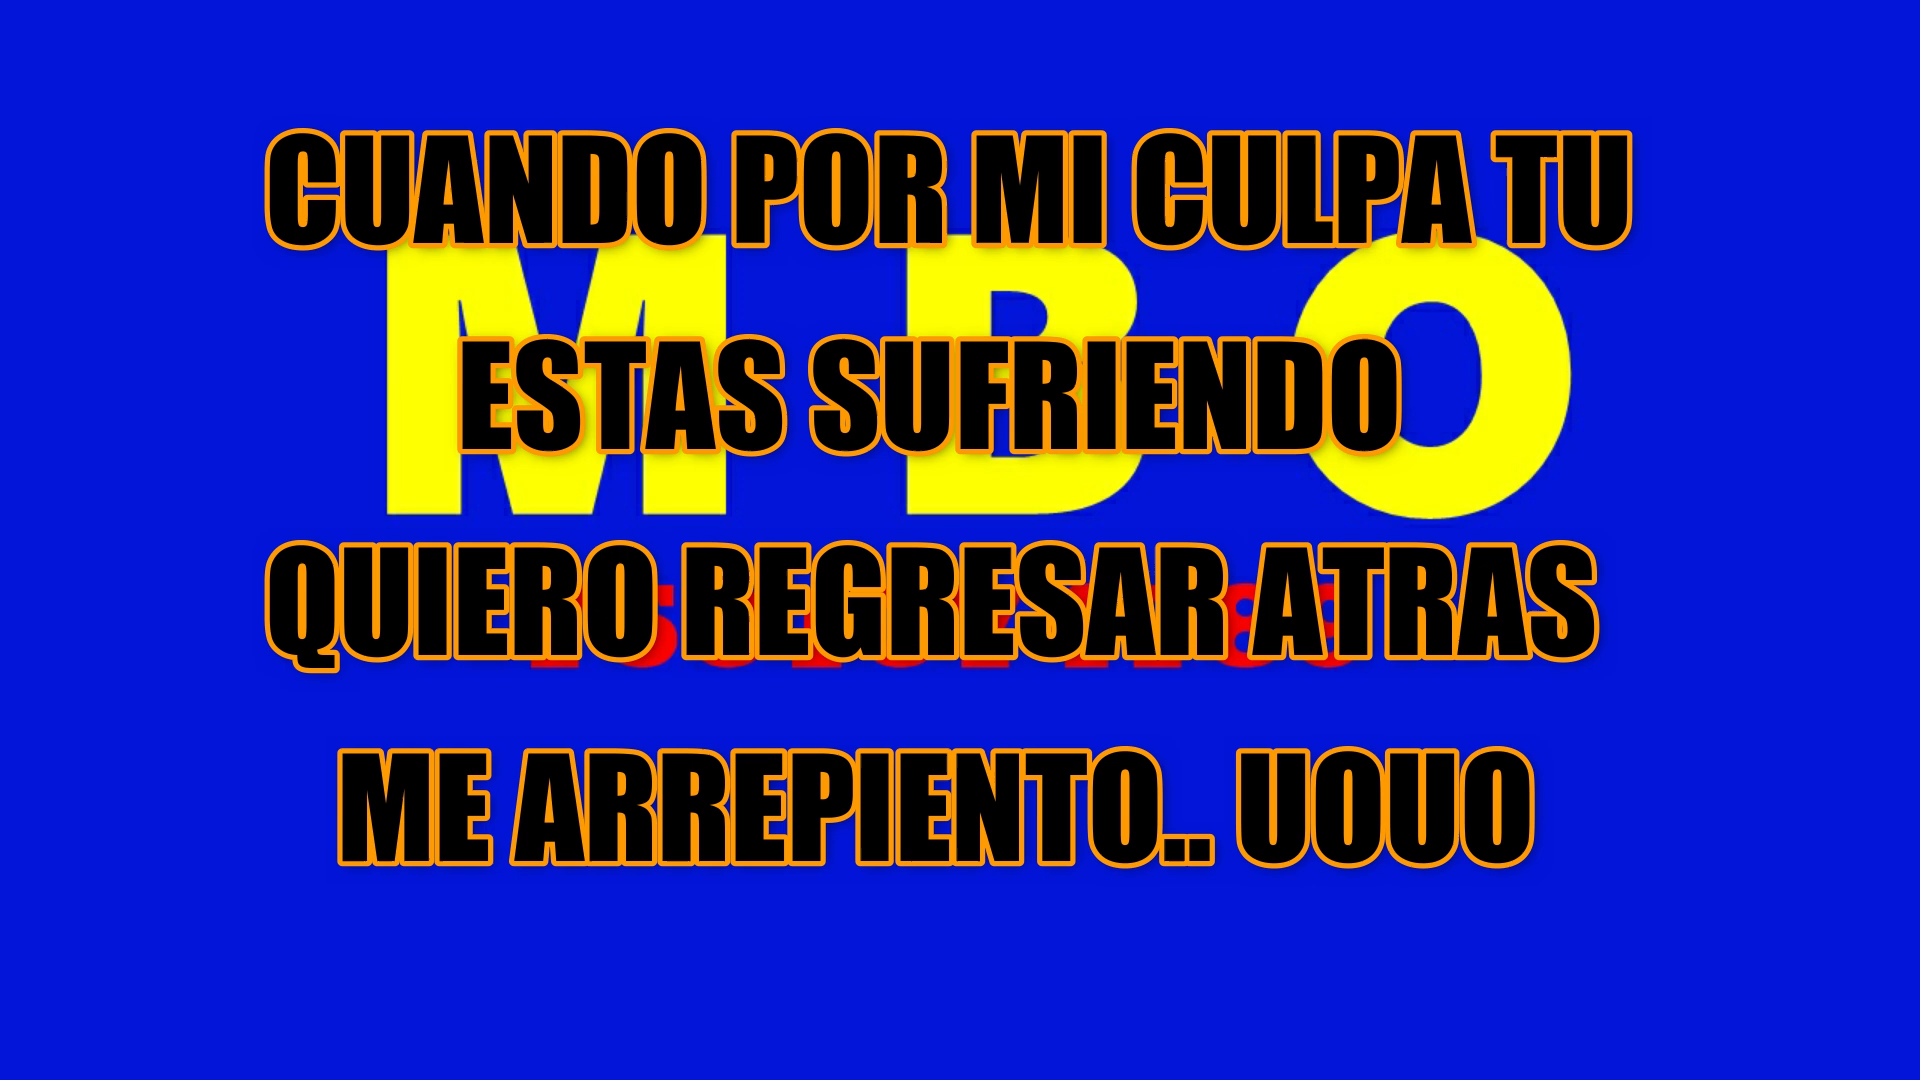 CUANDO POR MI CULPA TU
M B O
ESTAS SUFRIENDO
QUIERO REGRESAR ATRAS
ME ARREPIENTO.. UOUO